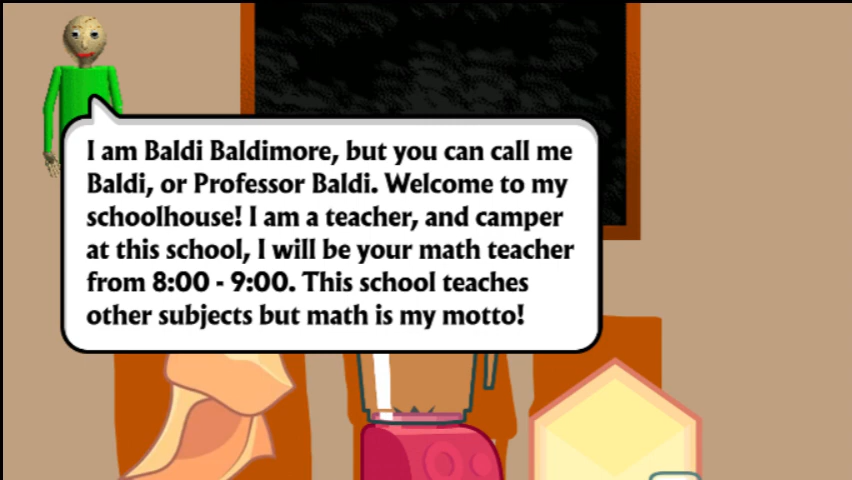 I am Baldi Baldimore, but you can call me
Baldi, or Professor Baldi. Welcome to my
schoolhouse! I am a teacher, and camper
at this school, I will be your math teacher
from 8:00 - 9:00. This school teaches
other subjects but math is my motto!